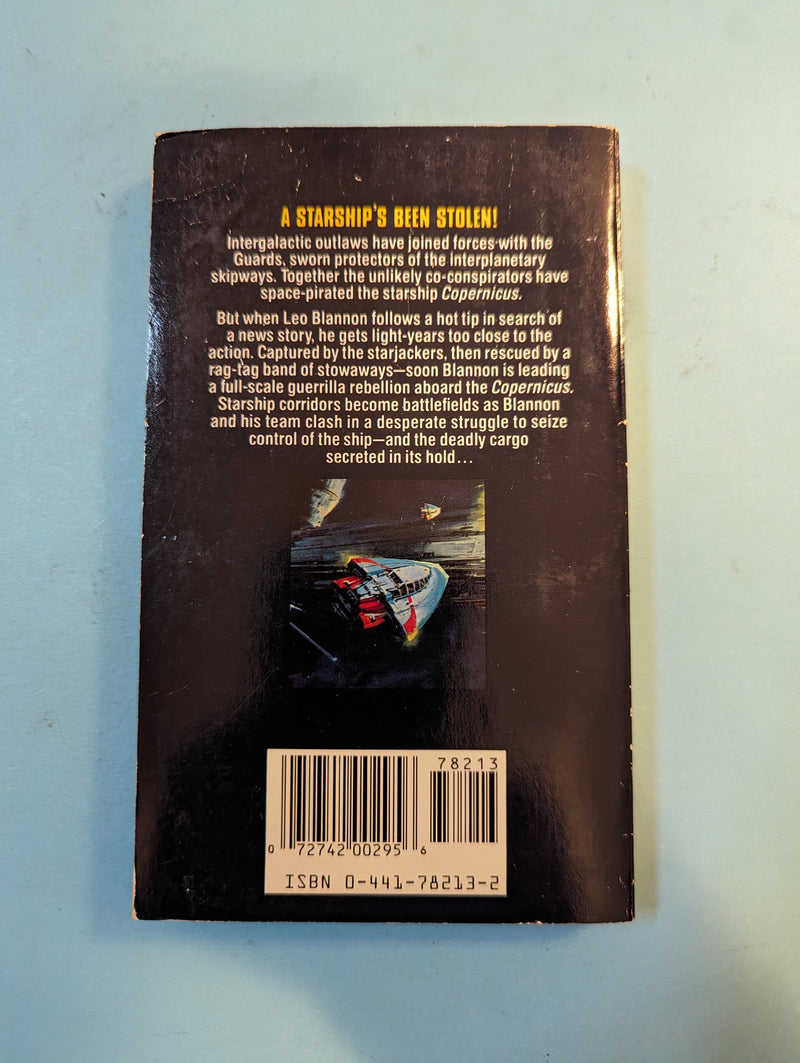 A STARSHIP'S BEEN STOLEN!
Intergalactic outlaws have joined forces with the
Guards, sworn protectors of the interplanetary
skipways. Together the unlikely co-conspirators have
space-pirated the starship Copernicus.
But when Leo Blannon follows a hot tip in search of
a news story, he gets light-years too close to the
action. Captured by the starjackers, then rescued by a
rag-tag band of stowaways—soon Blannon is leading
a full-scale guerrilla rebellion aboard the Copernicus.
Starship corridors become battlefields as Blannon
and his team clash in a desperate struggle to seize
control of the ship—and the deadly cargo
secreted in its hold...
78213
0 72742 00295 6
ISBN 0-441-78213-2